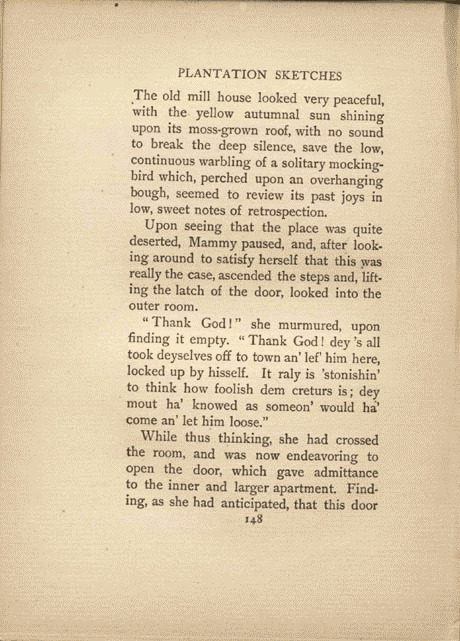 PLANTATION SKETCHES
The old mill house looked very peaceful,
with the yellow autumnal sun shining
upon its moss-grown roof, with no sound
to break the deep silence, save the low,
continuous warbling of a solitary mocking-
bird which, perched upon an overhanging
bough, seemed to review its past joys in
low, sweet notes of retrospection.
Upon seeing that the place was quite
deserted, Mammy paused, and, after look-
ing around to satisfy herself that this was
really the case, ascended the steps and, lift-
ing the latch of the door, looked into the
outer room.
“Thank God!” she murmured, upon
finding it empty. “Thank God! dey 's all
took deyselves off to town an' lef' him here,
locked up by hisself. It raly is 'stonishin'
to think how foolish dem creturs is; dey
mout ha' knowed as someon' would ha'
come an' let him loose.”
While thus thinking, she had crossed
the room, and was now endeavoring to
open the door, which gave admittance
to the inner and larger apartment. Find-
ing, as she had anticipated, that this door
148